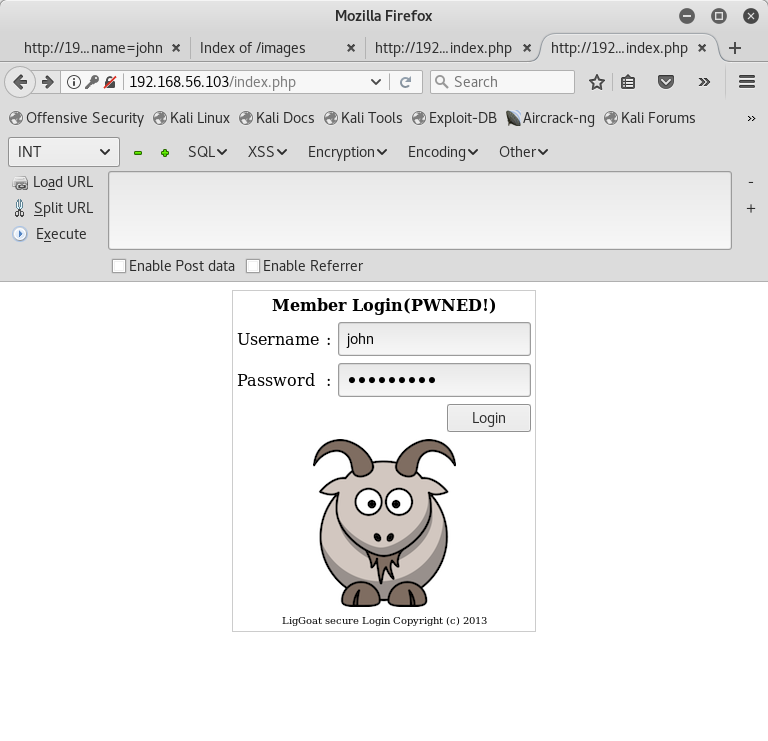 Mozilla Firefox
http://19...name=john Index of /images http://192...index.php http://192...index.php
192.168.56.103/index.php Search
Offensive Security Kali Linux Kali Docs Kali Tools Exploit-DB Aircrack-ng Kali Forums »
INT SQL XSS Encryption Encoding Other
Load URL -
Split URL +
Execute
Enable Post data Enable Referrer
Member Login(PWNED!)
Username : john
Password : •••••••••
Login
LigGoat secure Login Copyright (c) 2013